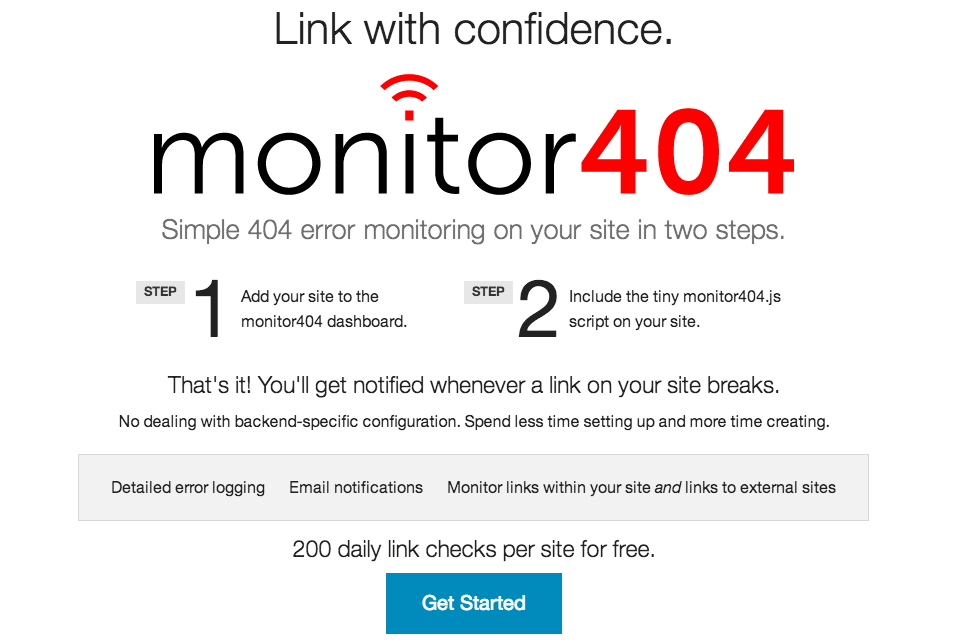 Link with confidence.
monitor404
Simple 404 error monitoring on your site in two steps.
STEP 1 Add your site to the
monitor404 dashboard.
STEP 2 Include the tiny monitor404.js
script on your site.
That's it! You'll get notified whenever a link on your site breaks.
No dealing with backend-specific configuration. Spend less time setting up and more time creating.
Detailed error logging Email notifications Monitor links within your site and links to external sites
200 daily link checks per site for free.
Get Started